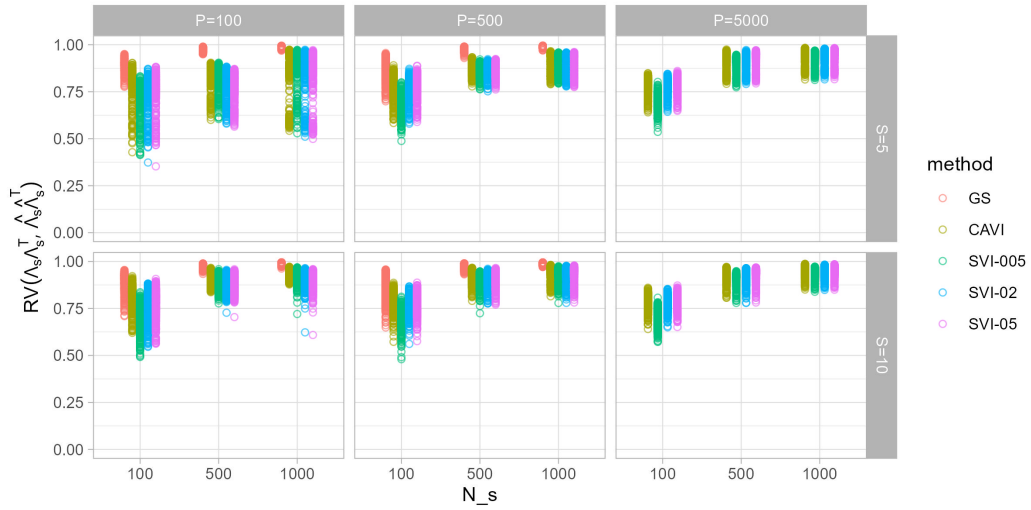 P=100
P=500
P=5000
RV(Λ_sΛ_s^T, Λ̂_sΛ̂_s^T)
1.00
0.75
0.50
0.25
0.00
S=5
1.00
0.75
0.50
0.25
0.00
S=10
100
500
1000
100
500
1000
100
500
1000
N_s
method
GS
CAVI
SVI-005
SVI-02
SVI-05